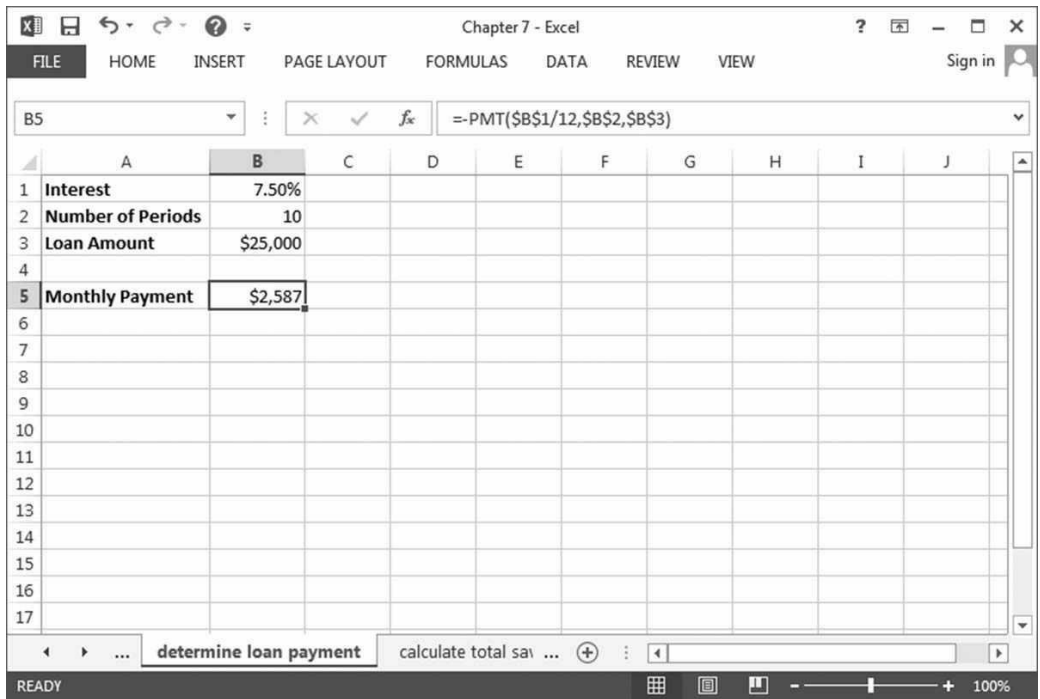 Chapter 7 - Excel
FILE HOME INSERT PAGE LAYOUT FORMULAS DATA REVIEW VIEW Sign in
B5 fx =-PMT($B$1/12,$B$2,$B$3)
A B C D E F G H I J
1 Interest 7.50%
2 Number of Periods 10
3 Loan Amount $25,000
4
5 Monthly Payment $2,587
6
7
8
9
10
11
12
13
14
15
16
17
... determine loan payment calculate total sav ...
READY 100%